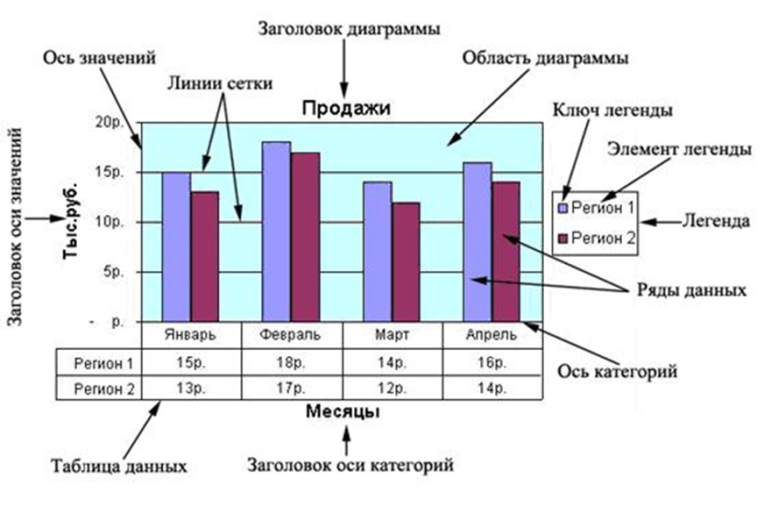 Заголовок диаграммы
Ось значений
Область диаграммы
Линии сетки
Продажи
Ключ легенды
20р.
Элемент легенды
15р.
Заголовок оси значений
Тыс.руб.
Регион 1
10р.
Легенда
Регион 2
5р.
Ряды данных
- р.
Январь Февраль Март Апрель
Ось категорий
Регион 1 15р. 18р. 14р. 16р.
Регион 2 13р. 17р. 12р. 14р.
Месяцы
Таблица данных
Заголовок оси категорий